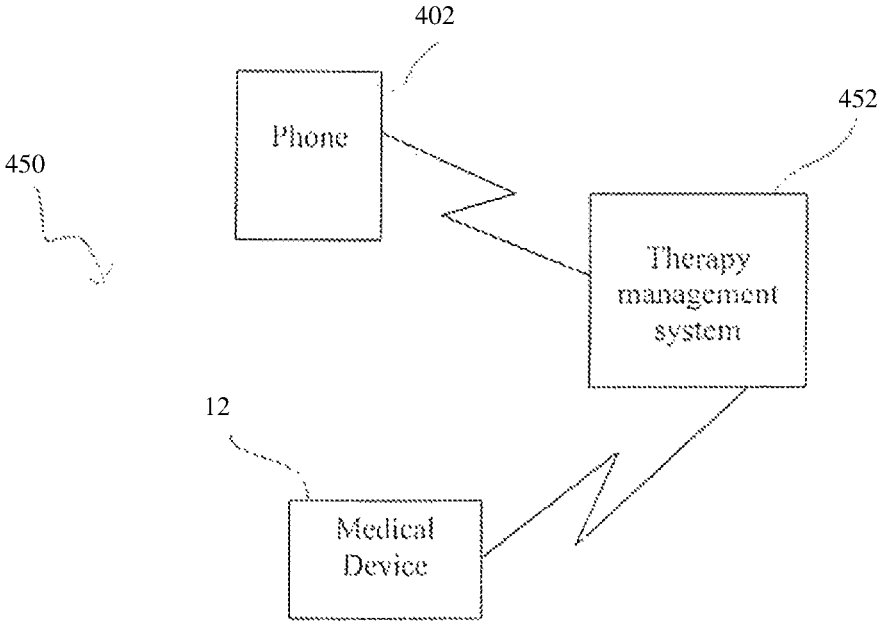 402
Phone
452
450
Therapy
management
system
12
Medical
Device